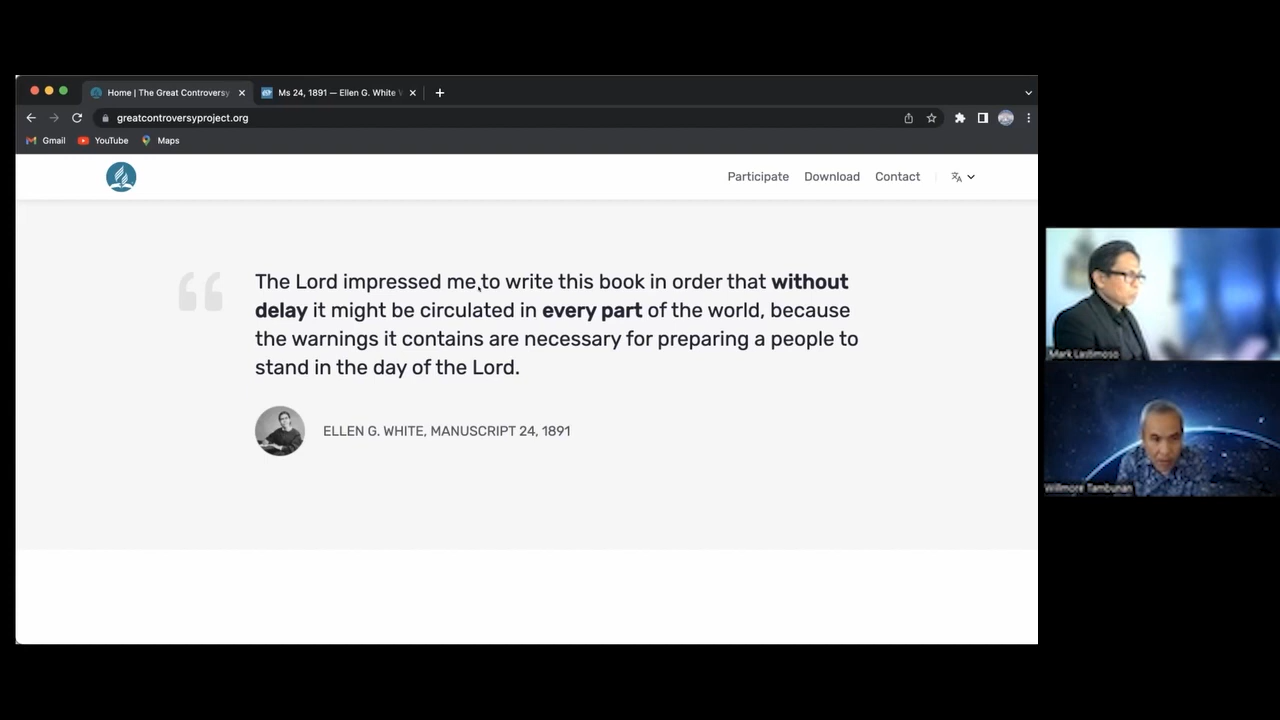 Home | The Great Controversy
Ms 24, 1891 — Ellen G. White
greatcontroversyproject.org
Gmail YouTube Maps
Participate Download Contact
The Lord impressed me to write this book in order that without
delay it might be circulated in every part of the world, because
the warnings it contains are necessary for preparing a people to
stand in the day of the Lord.
ELLEN G. WHITE, MANUSCRIPT 24, 1891
Mark Lastimoso
Willmore Tambunan